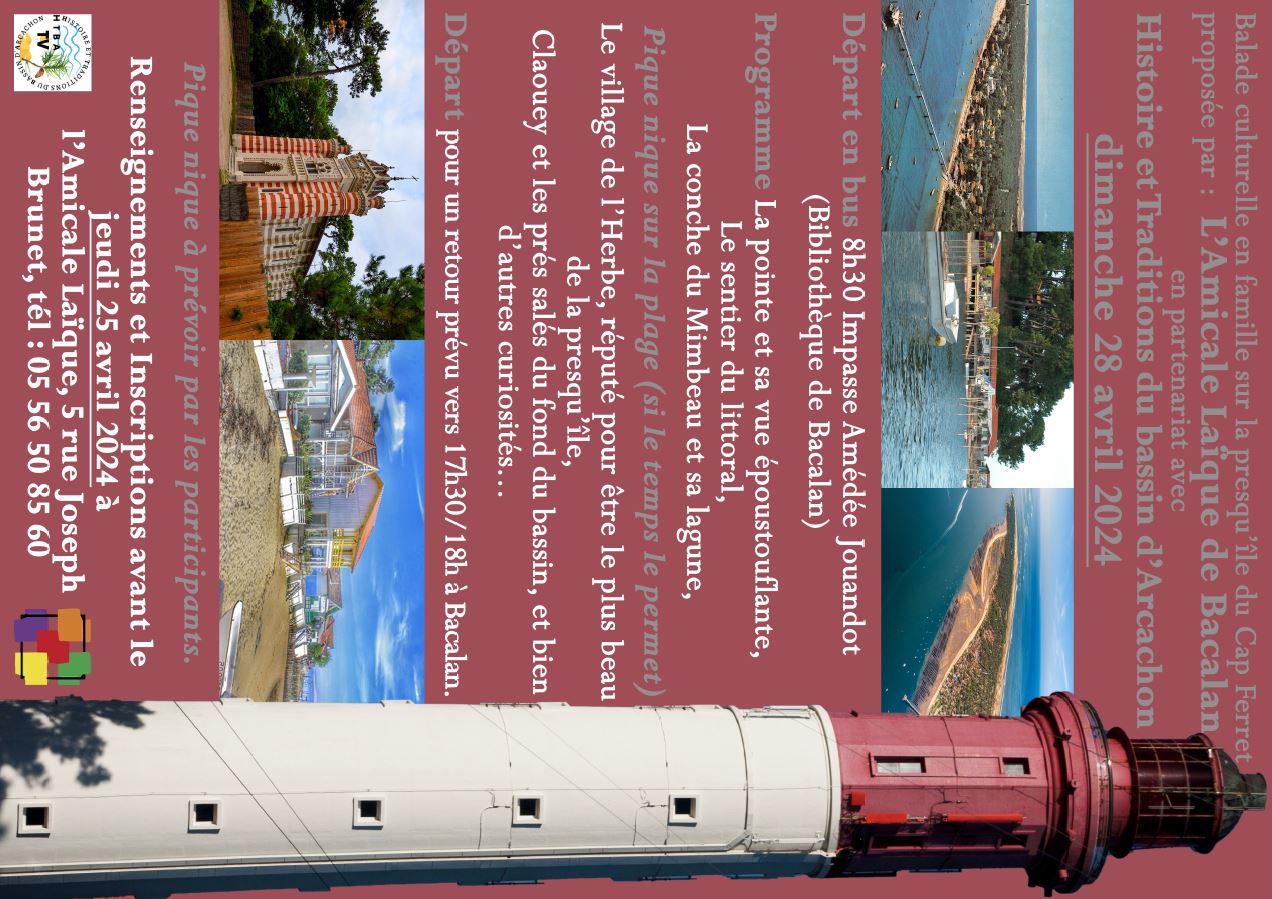 Balade culturelle en famille sur la presqu'île du Cap Ferret
proposée par : L'Amicale Laïque de Bacalan
en partenariat avec
Histoire et Traditions du bassin d'Arcachon
dimanche 28 avril 2024
Départ en bus 8h30 Impasse Amédée Jouandot
(Bibliothèque de Bacalan)
Programme La pointe et sa vue époustouflante,
Le sentier du littoral,
La conche du Mimbeau et sa lagune,
Pique nique sur la plage (si le temps le permet)
Le village de l'Herbe, réputé pour être le plus beau
de la presqu'île,
Claouey et les prés salés du fond du bassin, et bien
d'autres curiosités...
Départ pour un retour prévu vers 17h30/18h à Bacalan.
Pique nique à prévoir par les participants.
Renseignements et Inscriptions avant le
jeudi 25 avril 2024 à
l'Amicale Laïque, 5 rue Joseph
Brunet, tél : 05 56 50 85 60
HISTOIRE ET TRADITIONS DU BASSIN D'ARCACHON
HTBA
TV